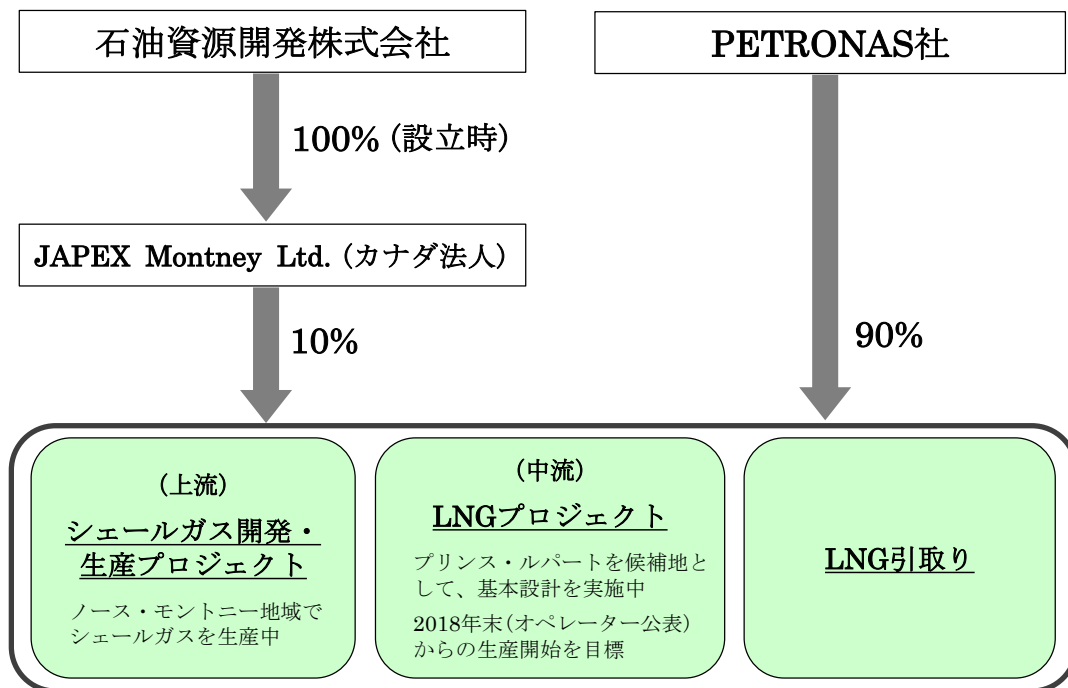 石油資源開発株式会社
PETRONAS社
100% (設立時)
JAPEX Montney Ltd. (カナダ法人)
10%
90%
(上流)
シェールガス開発・
生産プロジェクト
ノース・モントニー地域で
シェールガスを生産中
(中流)
LNGプロジェクト
プリンス・ルパートを候補地と
して、基本設計を実施中
2018年末(オペレーター公表)
からの生産開始を目標
LNG引取り